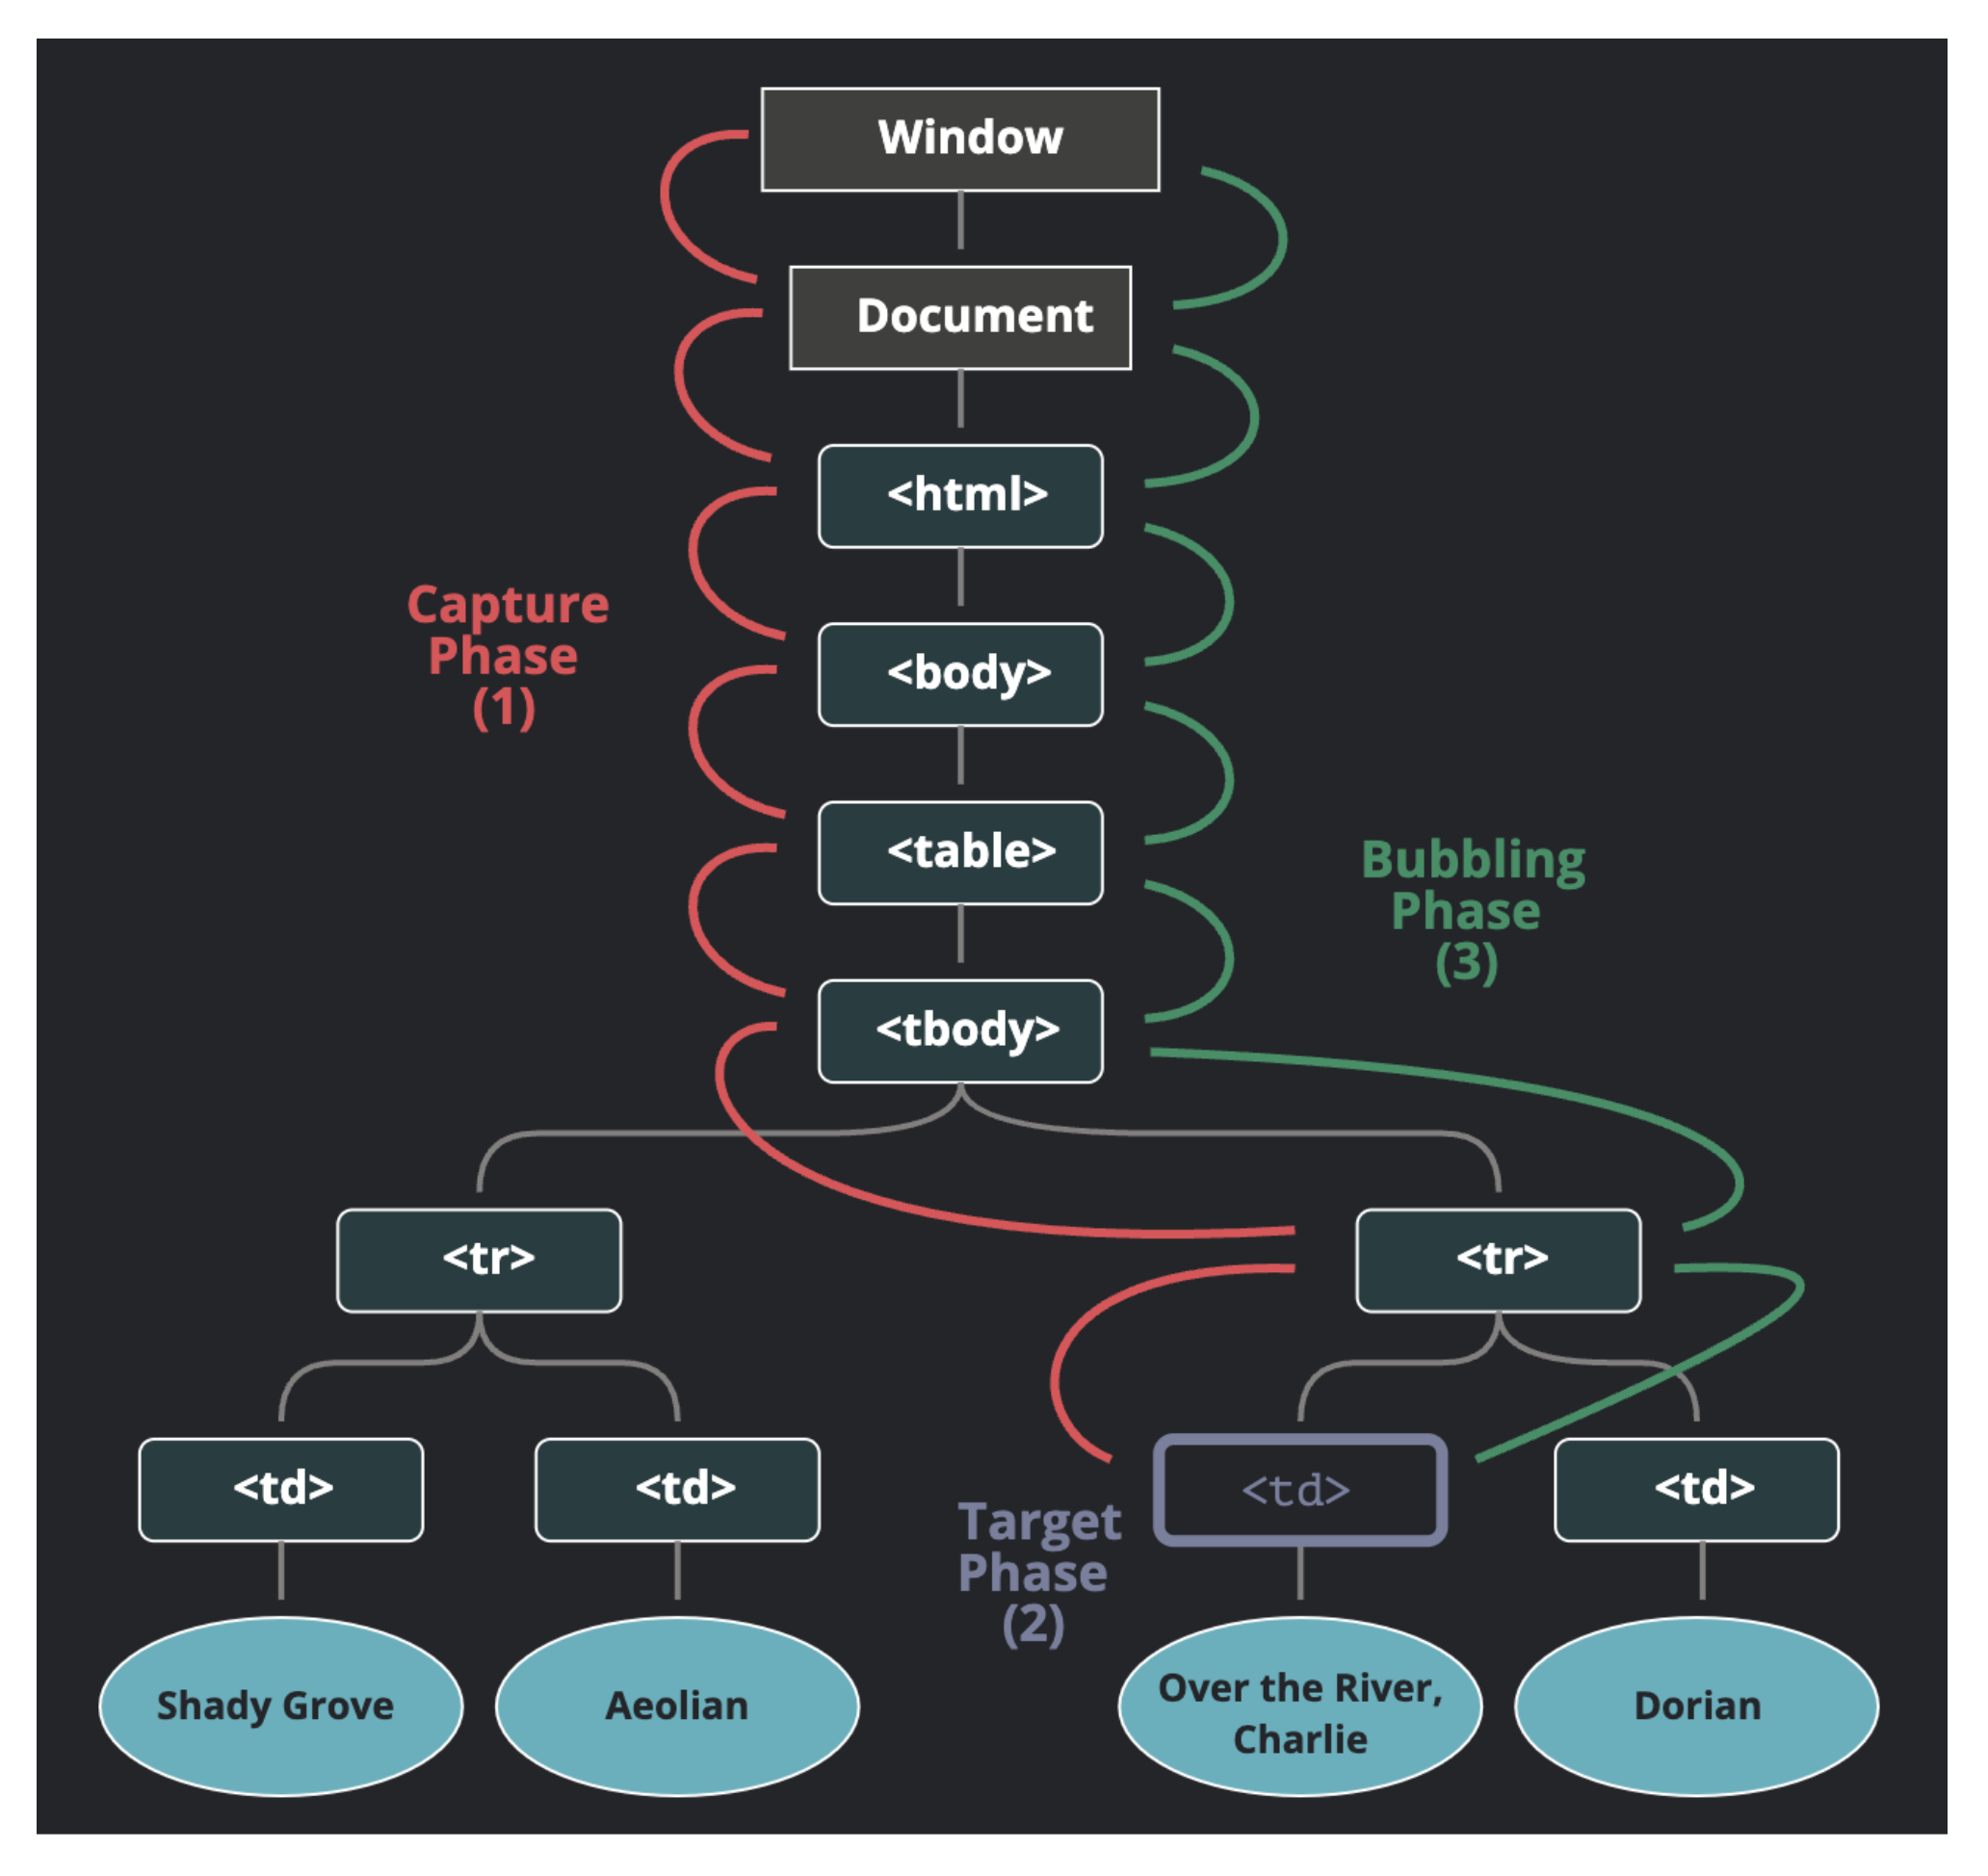 Window
Document
<html>
Capture
Phase
(1)
<body>
<table>
Bubbling
Phase
(3)
<tbody>
<tr>
<tr>
<td>
<td>
<td>
<td>
Target
Phase
(2)
Shady Grove
Aeolian
Over the River,
Charlie
Dorian